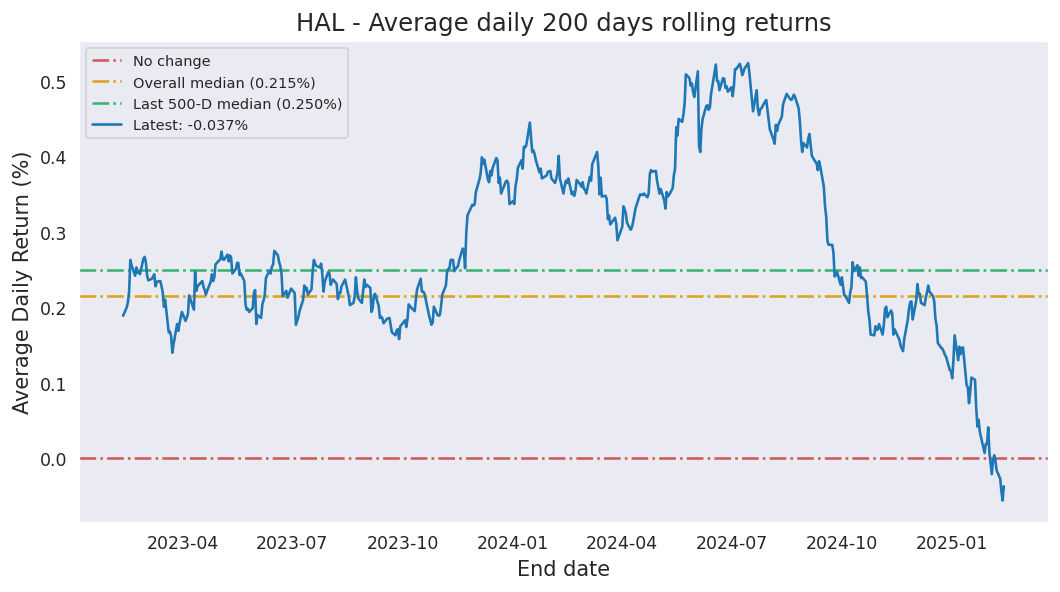 HAL - Average daily 200 days rolling returns
No change
Overall median (0.215%)
Last 500-D median (0.250%)
Latest: -0.037%
Average Daily Return (%)
0.5
0.4
0.3
0.2
0.1
0.0
2023-04 2023-07 2023-10 2024-01 2024-04 2024-07 2024-10 2025-01
End date